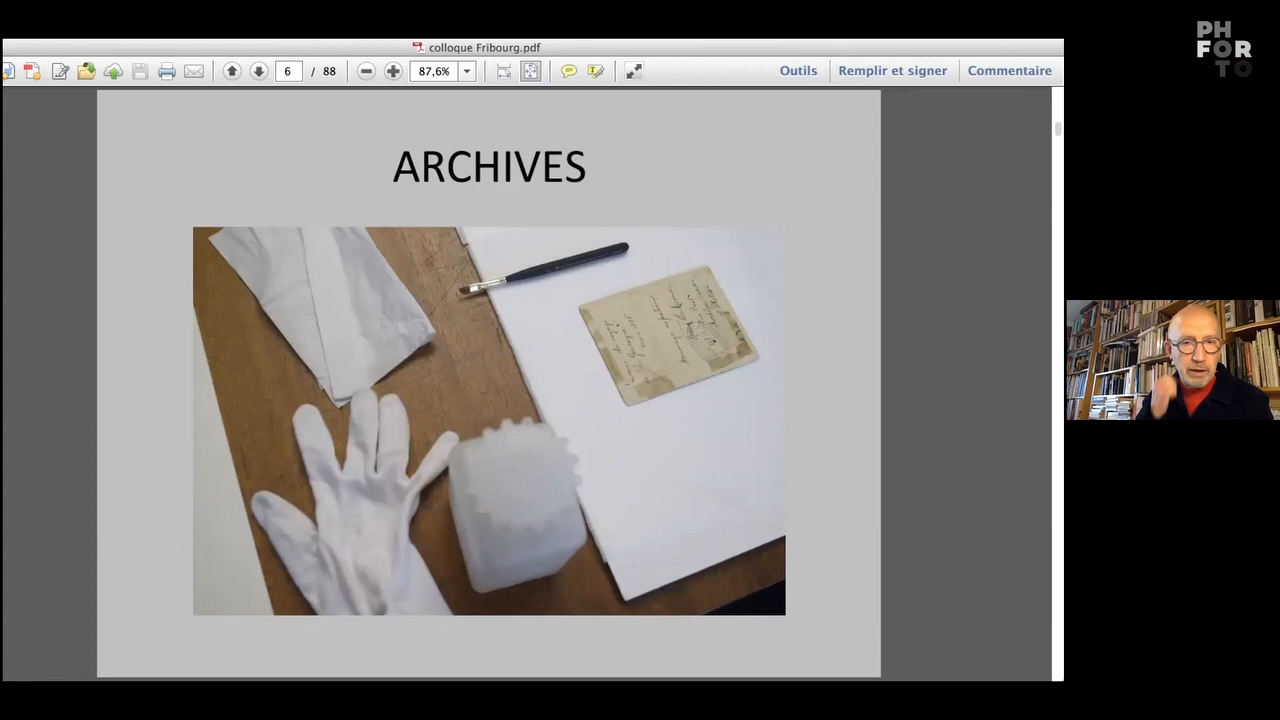 PH
FOR
TO
colloque Fribourg.pdf
6 / 88
87,6%
Outils
Remplir et signer
Commentaire
ARCHIVES